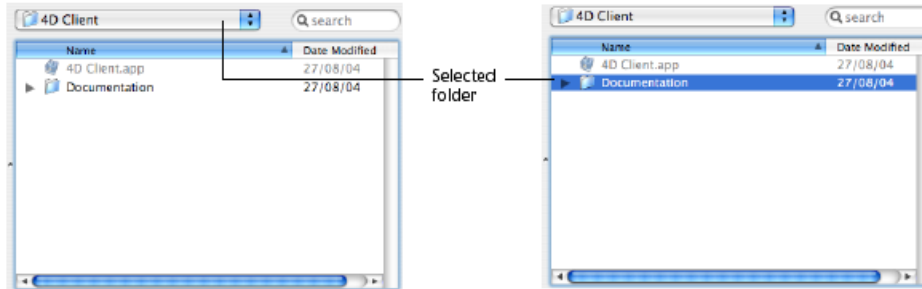 4D Client
search
Name Date Modified
4D Client.app 27/08/04
Documentation 27/08/04
Selected folder
4D Client
search
Name Date Modified
4D Client.app 27/08/04
Documentation 27/08/04